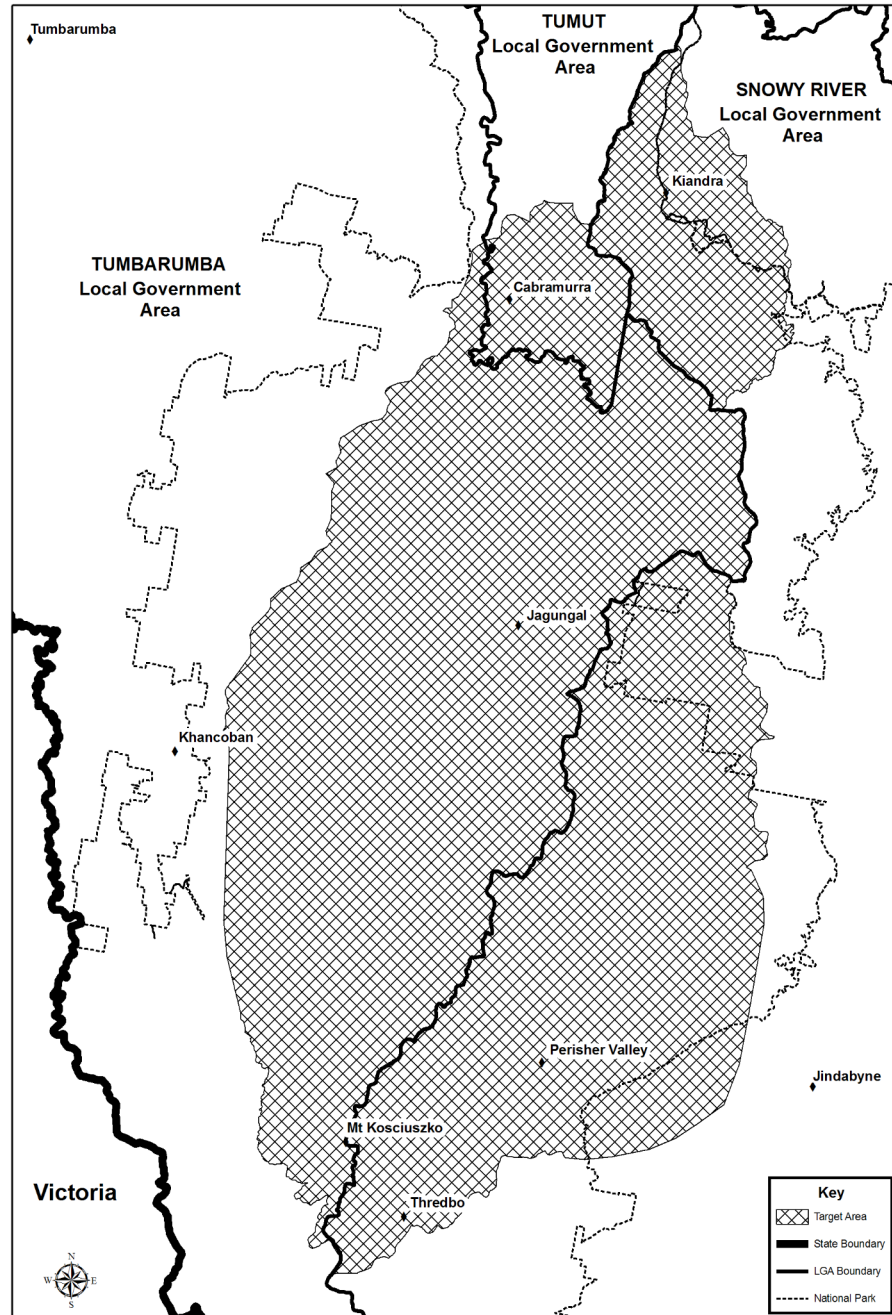 Tumbarumba
TUMUT
Local Government
Area
SNOWY RIVER
Local Government
Area
Kiandra
TUMBARUMBA
Local Government
Area
Cabramurra
Jagungal
Khancoban
Perisher Valley
Jindabyne
Mt Kosciuszko
Victoria
Thredbo
N
W
E
S
Key
Target Area
State Boundary
LGA Boundary
National Park